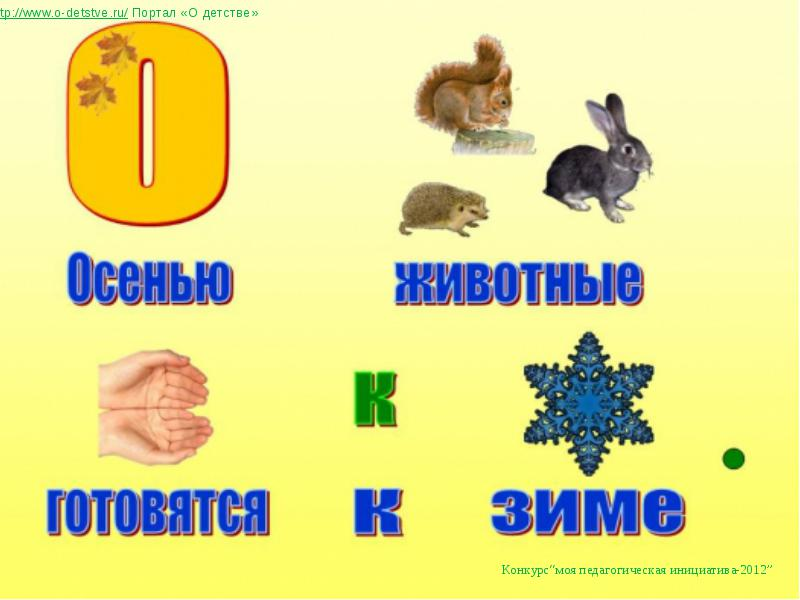 tp://www.o-detstve.ru/ Портал «О детстве»
О
Осенью животные
к
готовятся к зиме
Конкурс“моя педагогическая инициатива-2012”